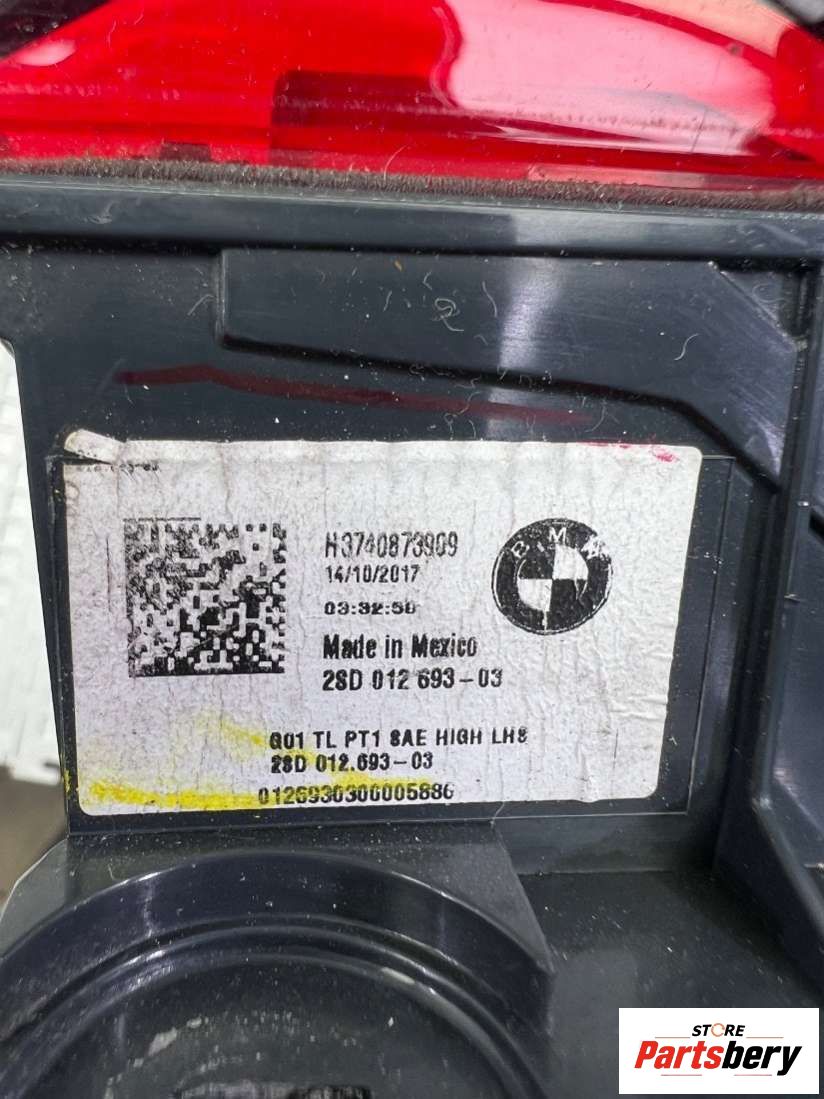 H3740873909
14/10/2017
03:32:50
BMW
Made in Mexico
2SD 012 693-03
G01 TL PT1 SAE HIGH LHS
2SD 012.693-03
0126930300005886
STORE
Partsbery